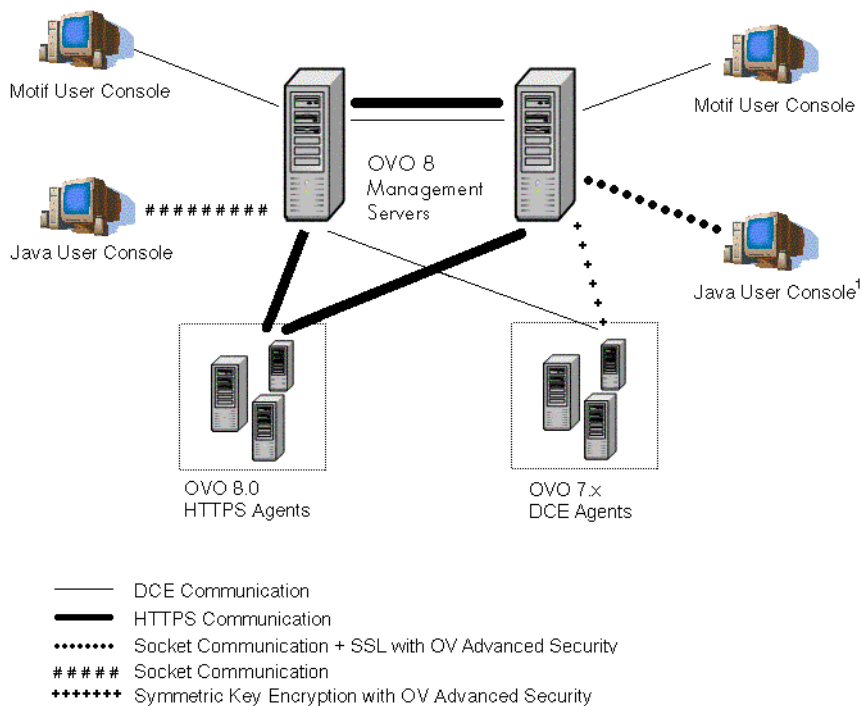 Motif User Console
Motif User Console
OVO 8
Management
Servers
#########
Java User Console
Java User Console†
OVO 8.0
HTTPS Agents
OVO 7.x
DCE Agents
DCE Communication
HTTPS Communication
Socket Communication + SSL with OV Advanced Security
##### Socket Communication
+++++++ Symmetric Key Encryption with OV Advanced Security